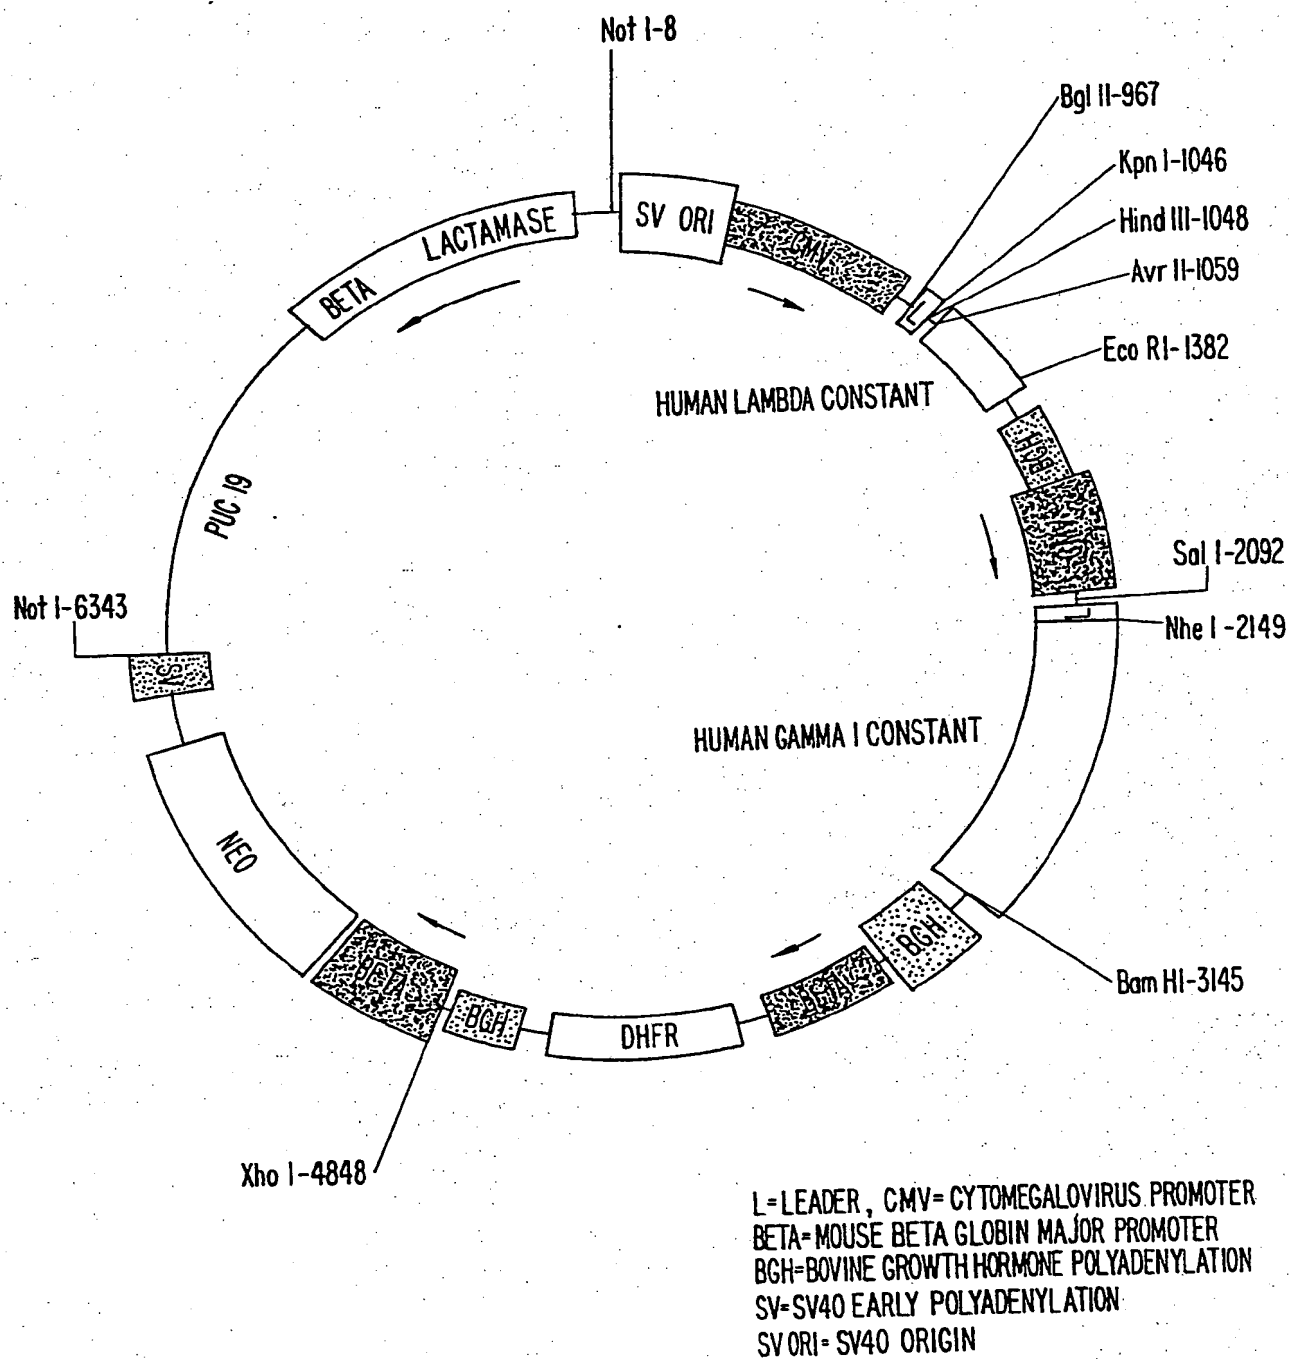 Not I-8
Bgl II-967
Kpn I-1046
Hind III-1048
Avr II-1059
Eco RI-1382
SV ORI
CMV
L
HUMAN LAMBDA CONSTANT
BGH
CMV
Sal I-2092
Nhe I-2149
L
HUMAN GAMMA I CONSTANT
Bam HI-3145
BGH
BETA
DHFR
BGH
BETA
Xho I-4848
NEO
SV
Not I-6343
PUC 19
BETA LACTAMASE
L=LEADER, CMV=CYTOMEGALOVIRUS PROMOTER
BETA=MOUSE BETA GLOBIN MAJOR PROMOTER
BGH=BOVINE GROWTH HORMONE POLYADENYLATION
SV=SV40 EARLY POLYADENYLATION
SV ORI= SV40 ORIGIN